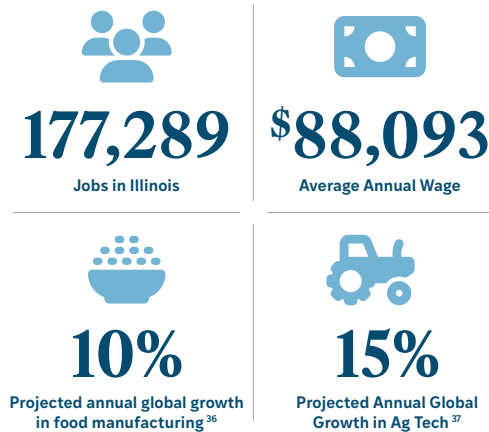 177,289
Jobs in Illinois
$88,093
Average Annual Wage
10%
Projected annual global growth
in food manufacturing 36
15%
Projected Annual Global
Growth in Ag Tech 37